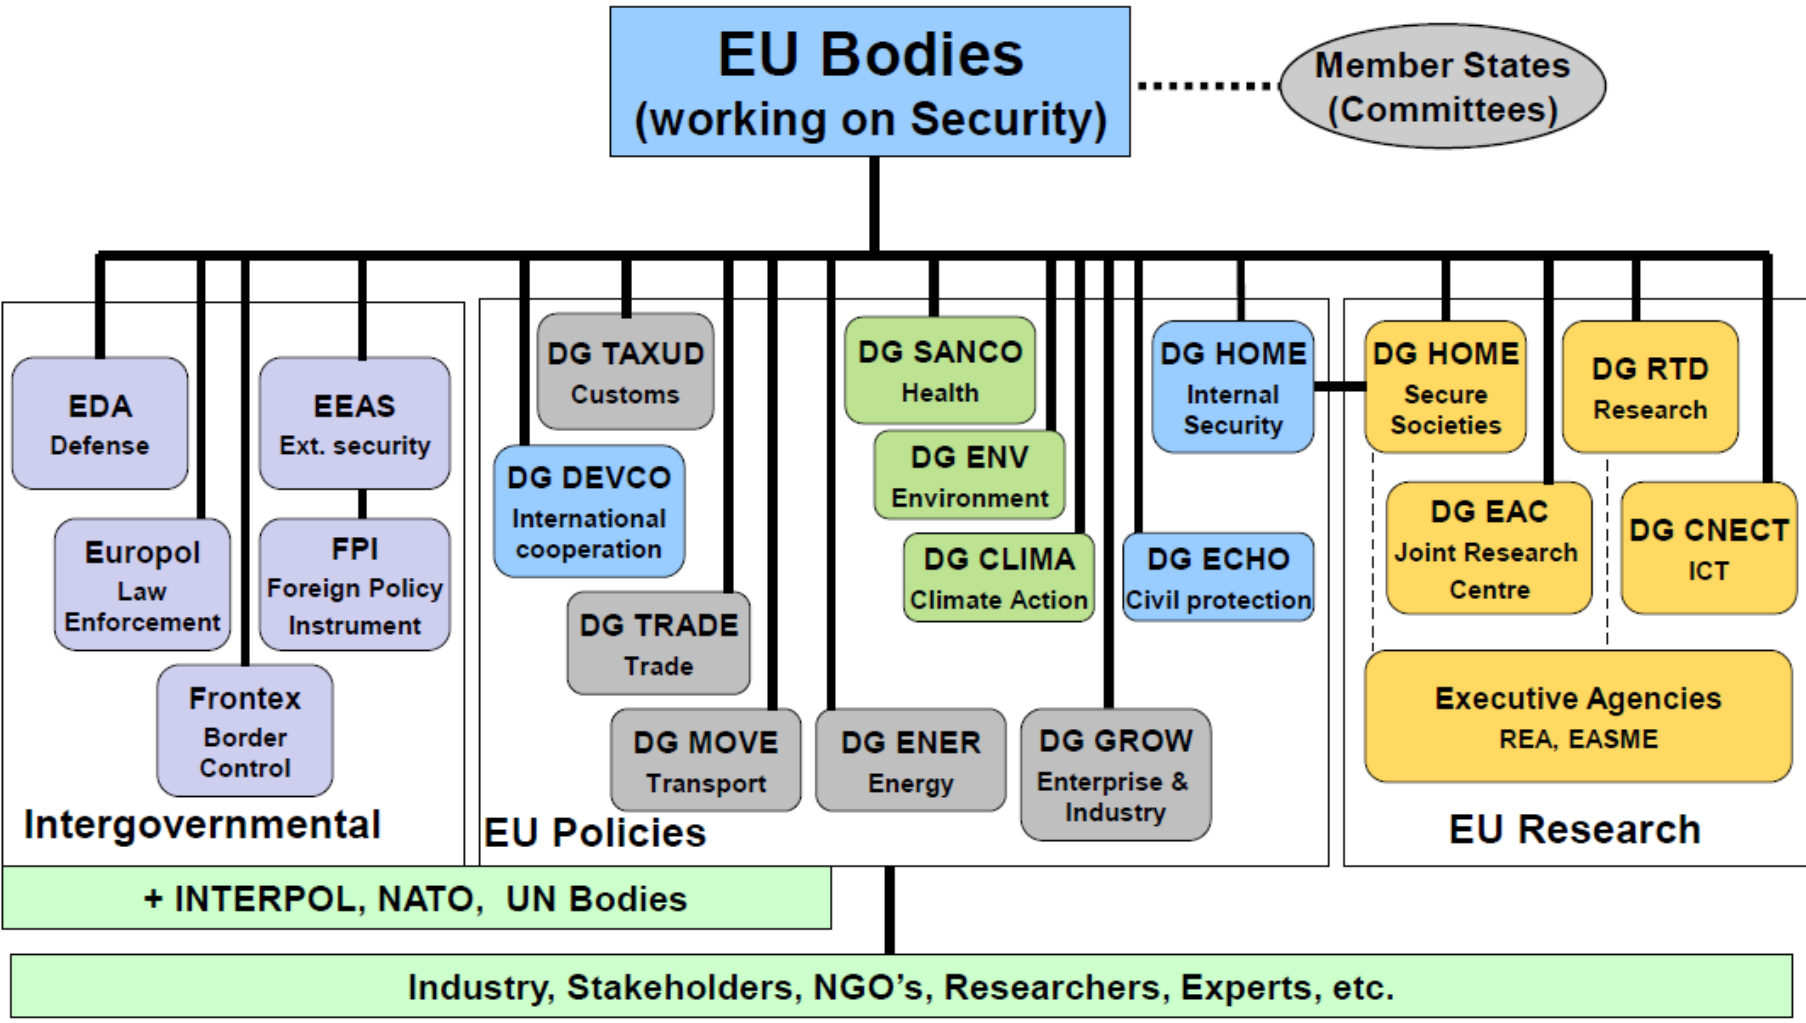 EU Bodies
(working on Security)
Member States
(Committees)
EDA
Defense
EEAS
Ext. security
Europol
Law
Enforcement
FPI
Foreign Policy
Instrument
Frontex
Border
Control
Intergovernmental
DG TAXUD
Customs
DG DEVCO
International
cooperation
DG TRADE
Trade
DG MOVE
Transport
DG SANCO
Health
DG ENV
Environment
DG CLIMA
Climate Action
DG ENER
Energy
DG GROW
Enterprise &
Industry
DG HOME
Internal
Security
DG ECHO
Civil protection
EU Policies
DG HOME
Secure
Societies
DG RTD
Research
DG EAC
Joint Research
Centre
DG CNECT
ICT
Executive Agencies
REA, EASME
EU Research
+ INTERPOL, NATO, UN Bodies
Industry, Stakeholders, NGO’s, Researchers, Experts, etc.